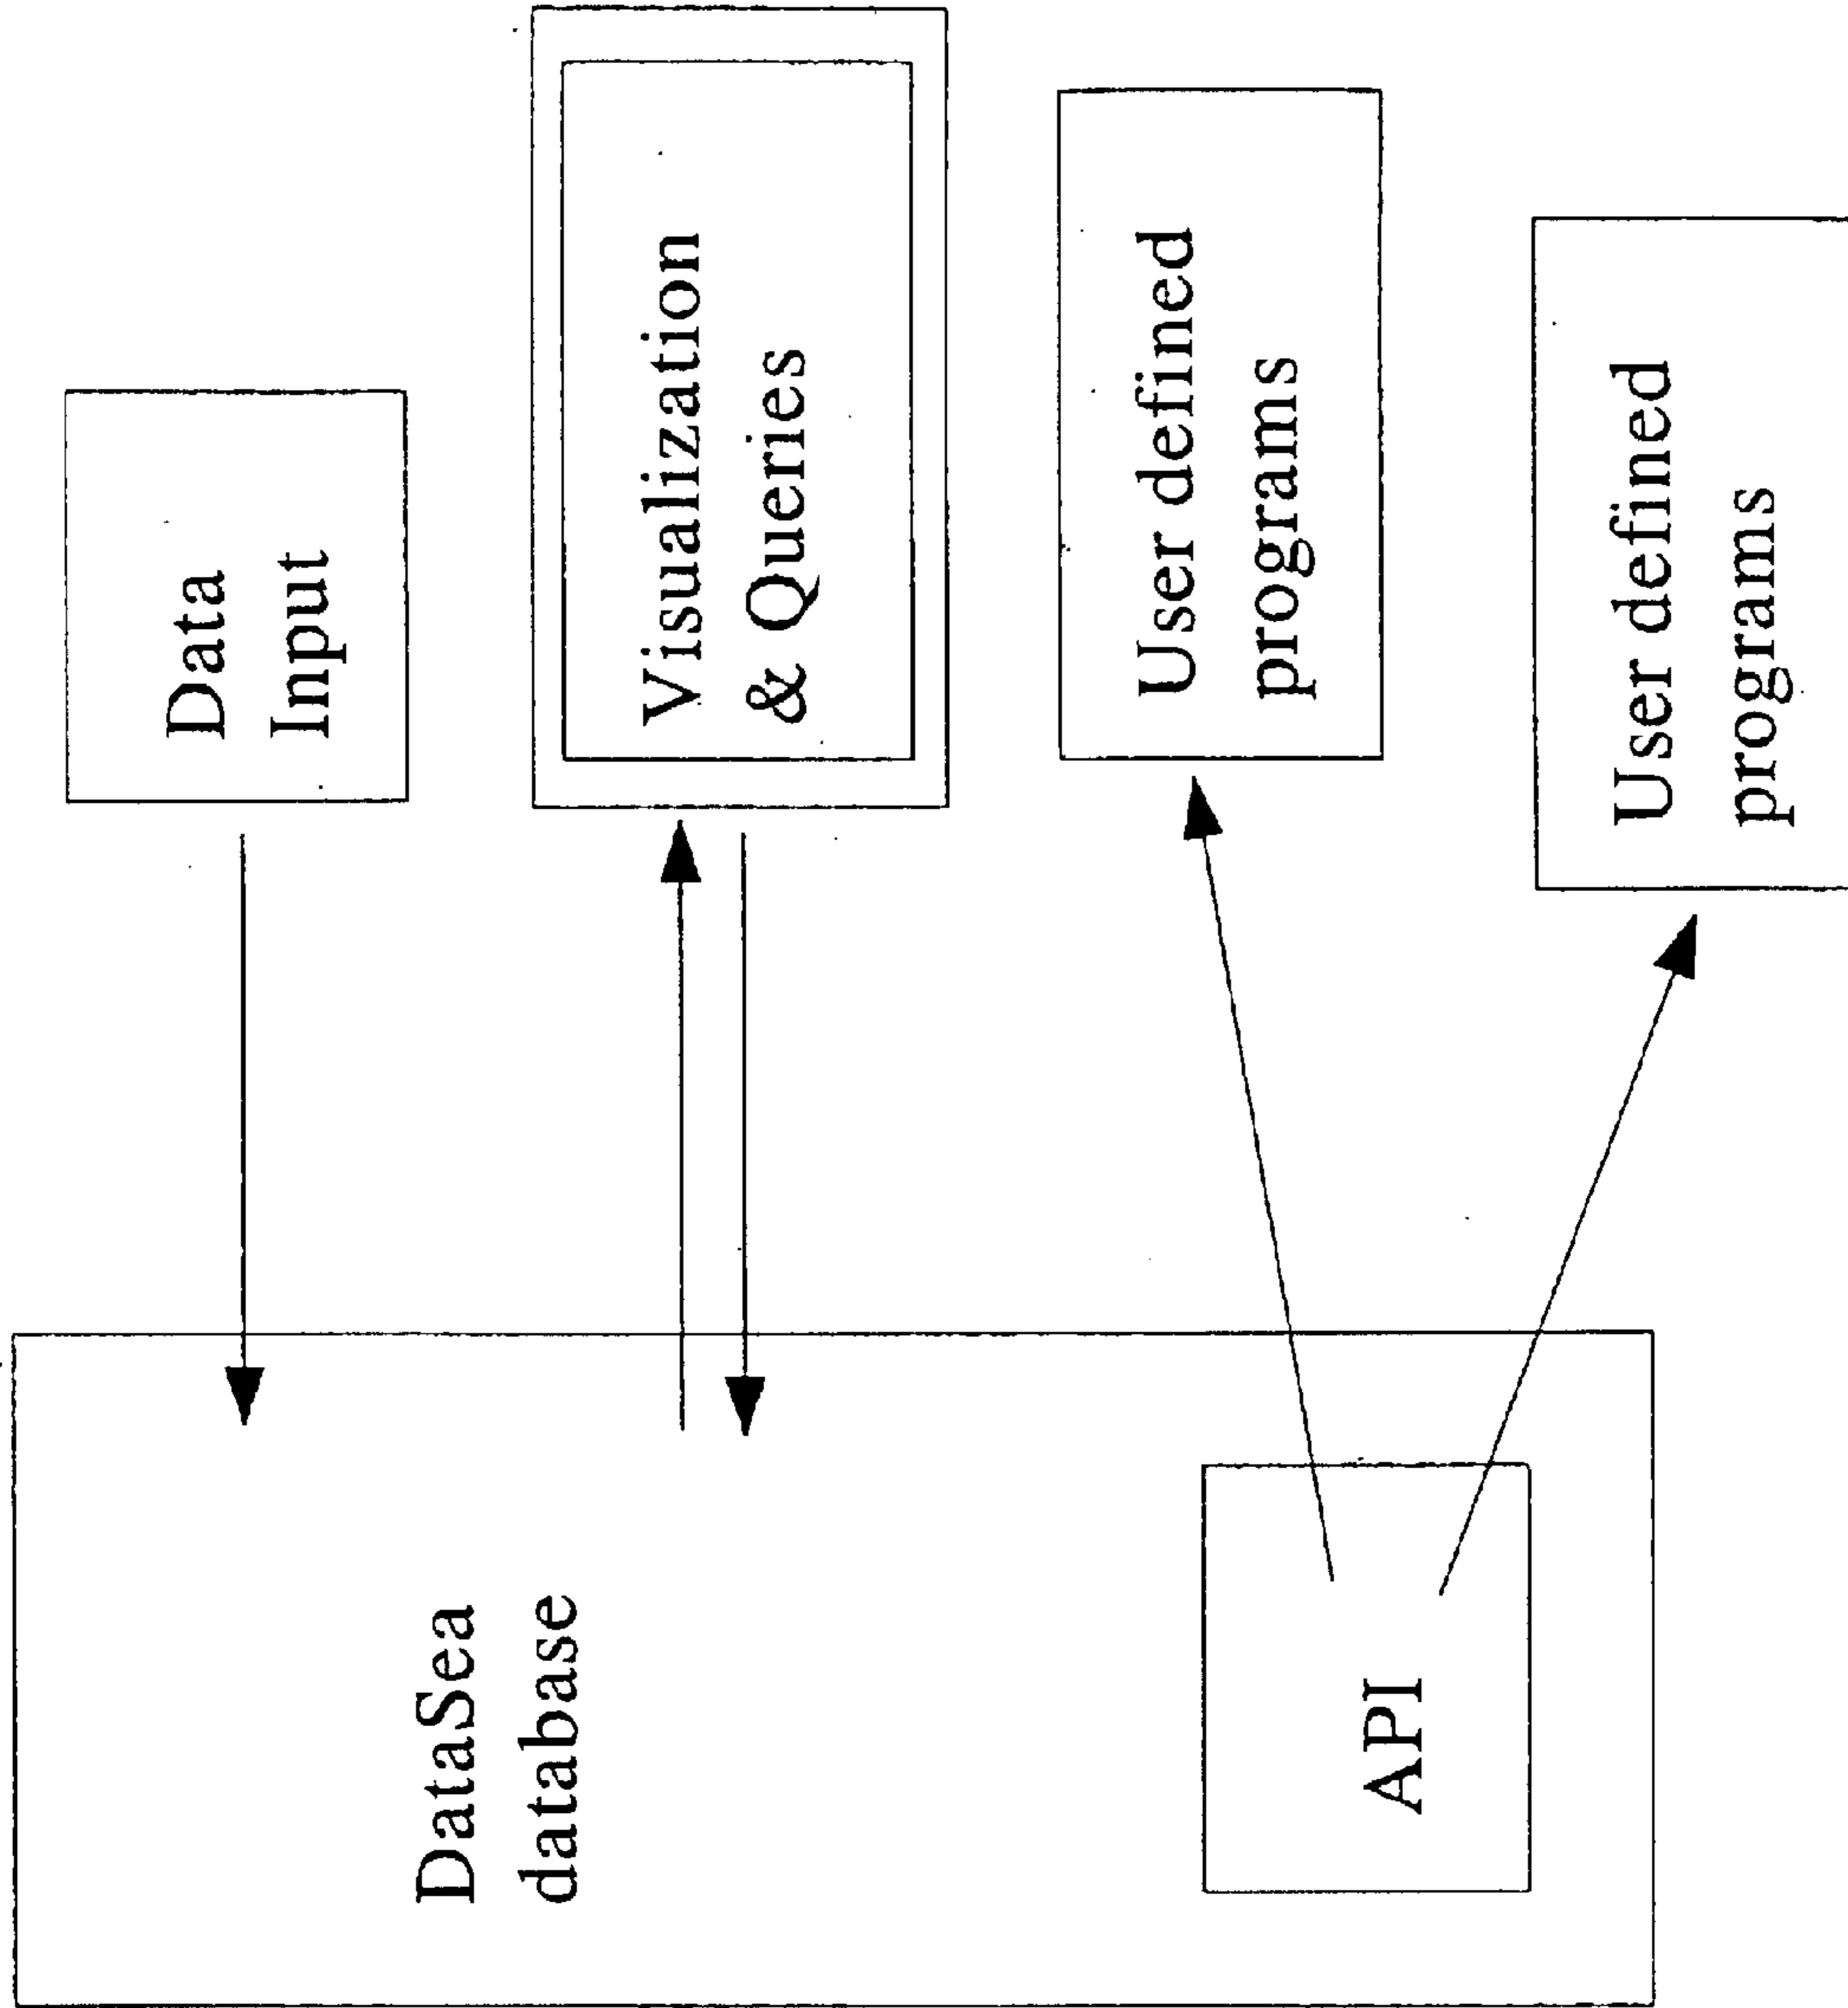 Data
Input
Visualization
& Queries
User defined
programs
User defined
programs
DataSea
database
API